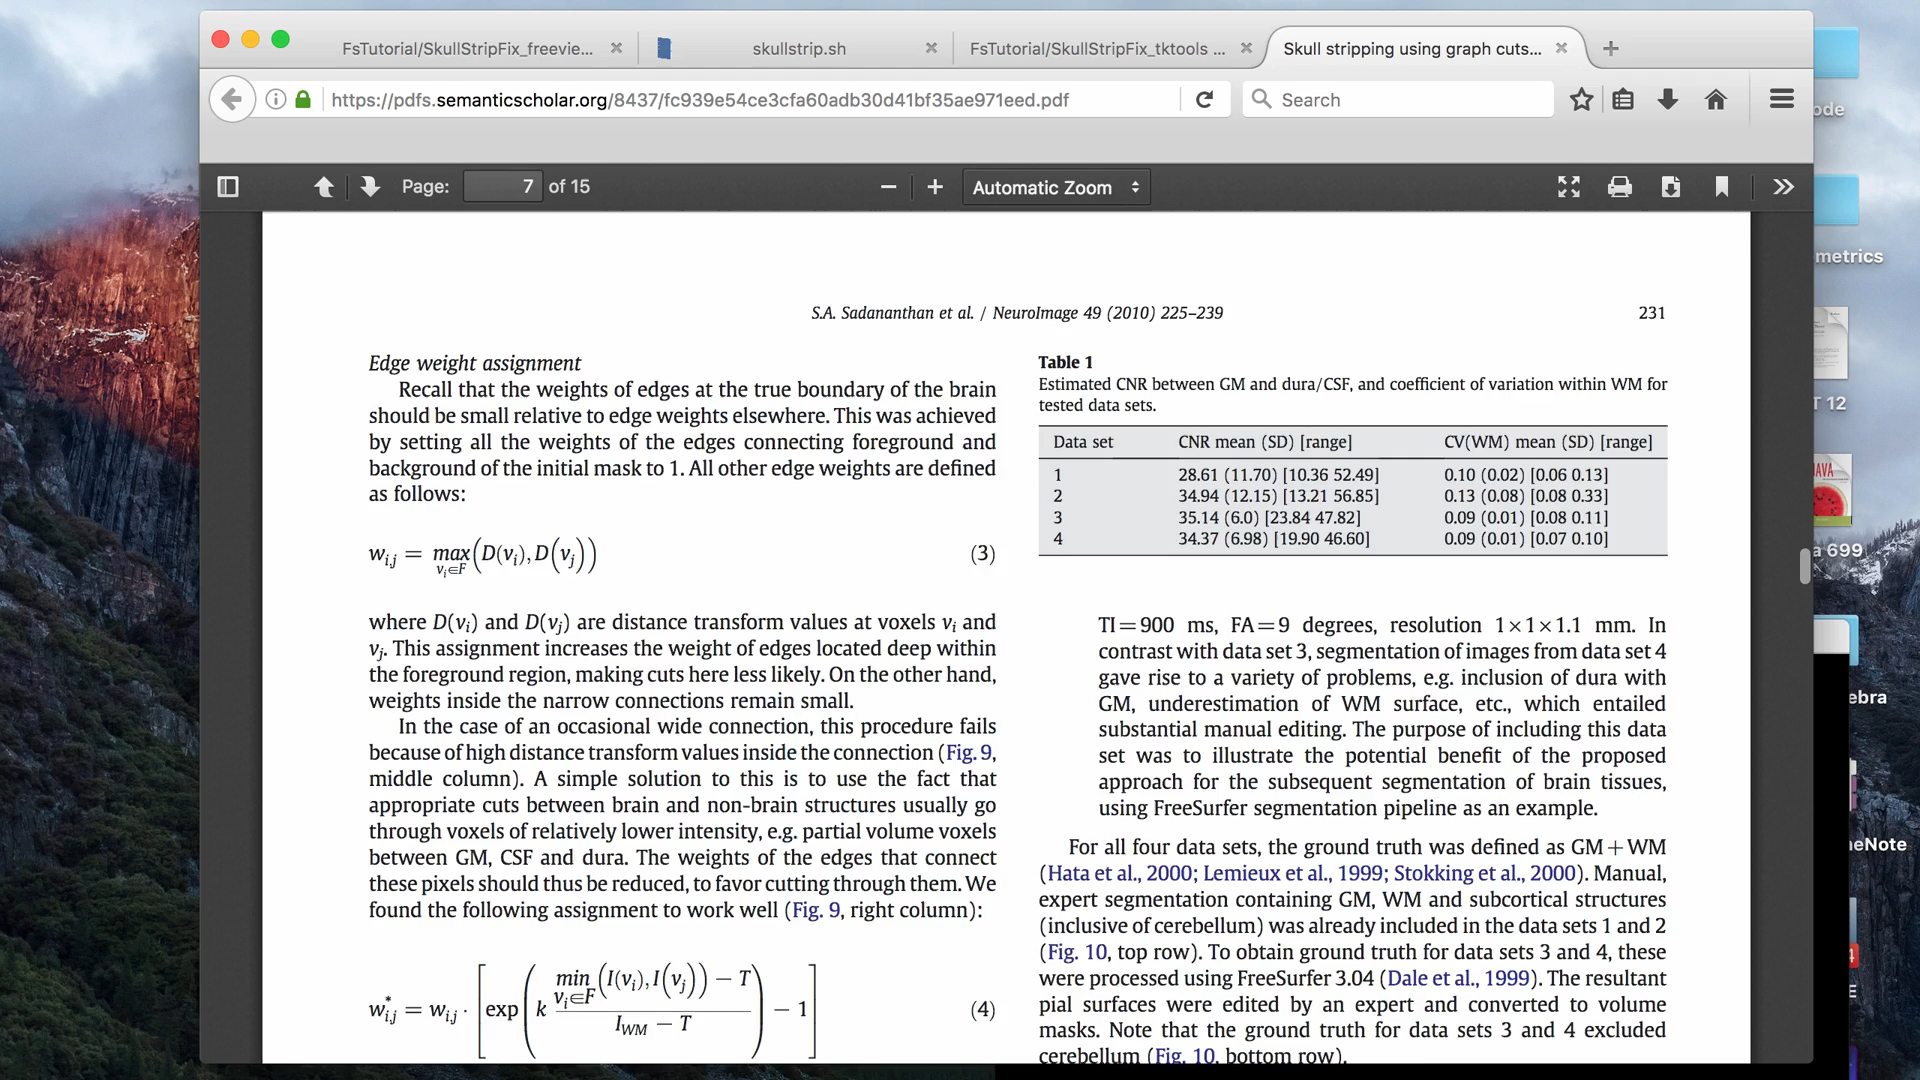 FsTutorial/SkullStripFix_freevie...
skullstrip.sh
FsTutorial/SkullStripFix_tktools ...
Skull stripping using graph cuts...
https://pdfs.semanticscholar.org/8437/fc939e54ce3cfa60adb30d41bf35ae971eed.pdf
Search
Page: 7 of 15
Automatic Zoom
S.A. Sadananthan et al. / NeuroImage 49 (2010) 225–239
231
Edge weight assignment
Recall that the weights of edges at the true boundary of the brain
should be small relative to edge weights elsewhere. This was achieved
by setting all the weights of the edges connecting foreground and
background of the initial mask to 1. All other edge weights are defined
as follows:
w_{i,j} = max_{v_i∈F} (D(v_i), D(v_j)) (3)
where D(v_i) and D(v_j) are distance transform values at voxels v_i and
v_j. This assignment increases the weight of edges located deep within
the foreground region, making cuts here less likely. On the other hand,
weights inside the narrow connections remain small.
In the case of an occasional wide connection, this procedure fails
because of high distance transform values inside the connection (Fig. 9,
middle column). A simple solution to this is to use the fact that
appropriate cuts between brain and non-brain structures usually go
through voxels of relatively lower intensity, e.g. partial volume voxels
between GM, CSF and dura. The weights of the edges that connect
these pixels should thus be reduced, to favor cutting through them. We
found the following assignment to work well (Fig. 9, right column):
w*_{i,j} = w_{i,j} · [exp(k (min_{v_i∈F} (I(v_i), I(v_j)) − T) / (I_{WM} − T)) − 1] (4)
Table 1
Estimated CNR between GM and dura/CSF, and coefficient of variation within WM for
tested data sets.
Data set CNR mean (SD) [range] CV(WM) mean (SD) [range]
1 28.61 (11.70) [10.36 52.49] 0.10 (0.02) [0.06 0.13]
2 34.94 (12.15) [13.21 56.85] 0.13 (0.08) [0.08 0.33]
3 35.14 (6.0) [23.84 47.82] 0.09 (0.01) [0.08 0.11]
4 34.37 (6.98) [19.90 46.60] 0.09 (0.01) [0.07 0.10]
TI=900 ms, FA=9 degrees, resolution 1×1×1.1 mm. In
contrast with data set 3, segmentation of images from data set 4
gave rise to a variety of problems, e.g. inclusion of dura with
GM, underestimation of WM surface, etc., which entailed
substantial manual editing. The purpose of including this data
set was to illustrate the potential benefit of the proposed
approach for the subsequent segmentation of brain tissues,
using FreeSurfer segmentation pipeline as an example.
For all four data sets, the ground truth was defined as GM+WM
(Hata et al., 2000; Lemieux et al., 1999; Stokking et al., 2000). Manual,
expert segmentation containing GM, WM and subcortical structures
(inclusive of cerebellum) was already included in the data sets 1 and 2
(Fig. 10, top row). To obtain ground truth for data sets 3 and 4, these
were processed using FreeSurfer 3.04 (Dale et al., 1999). The resultant
pial surfaces were edited by an expert and converted to volume
masks. Note that the ground truth for data sets 3 and 4 excluded
cerebellum (Fig. 10, bottom row).
ode
metrics
T 12
AVA
a 699
ebra
neNote
E